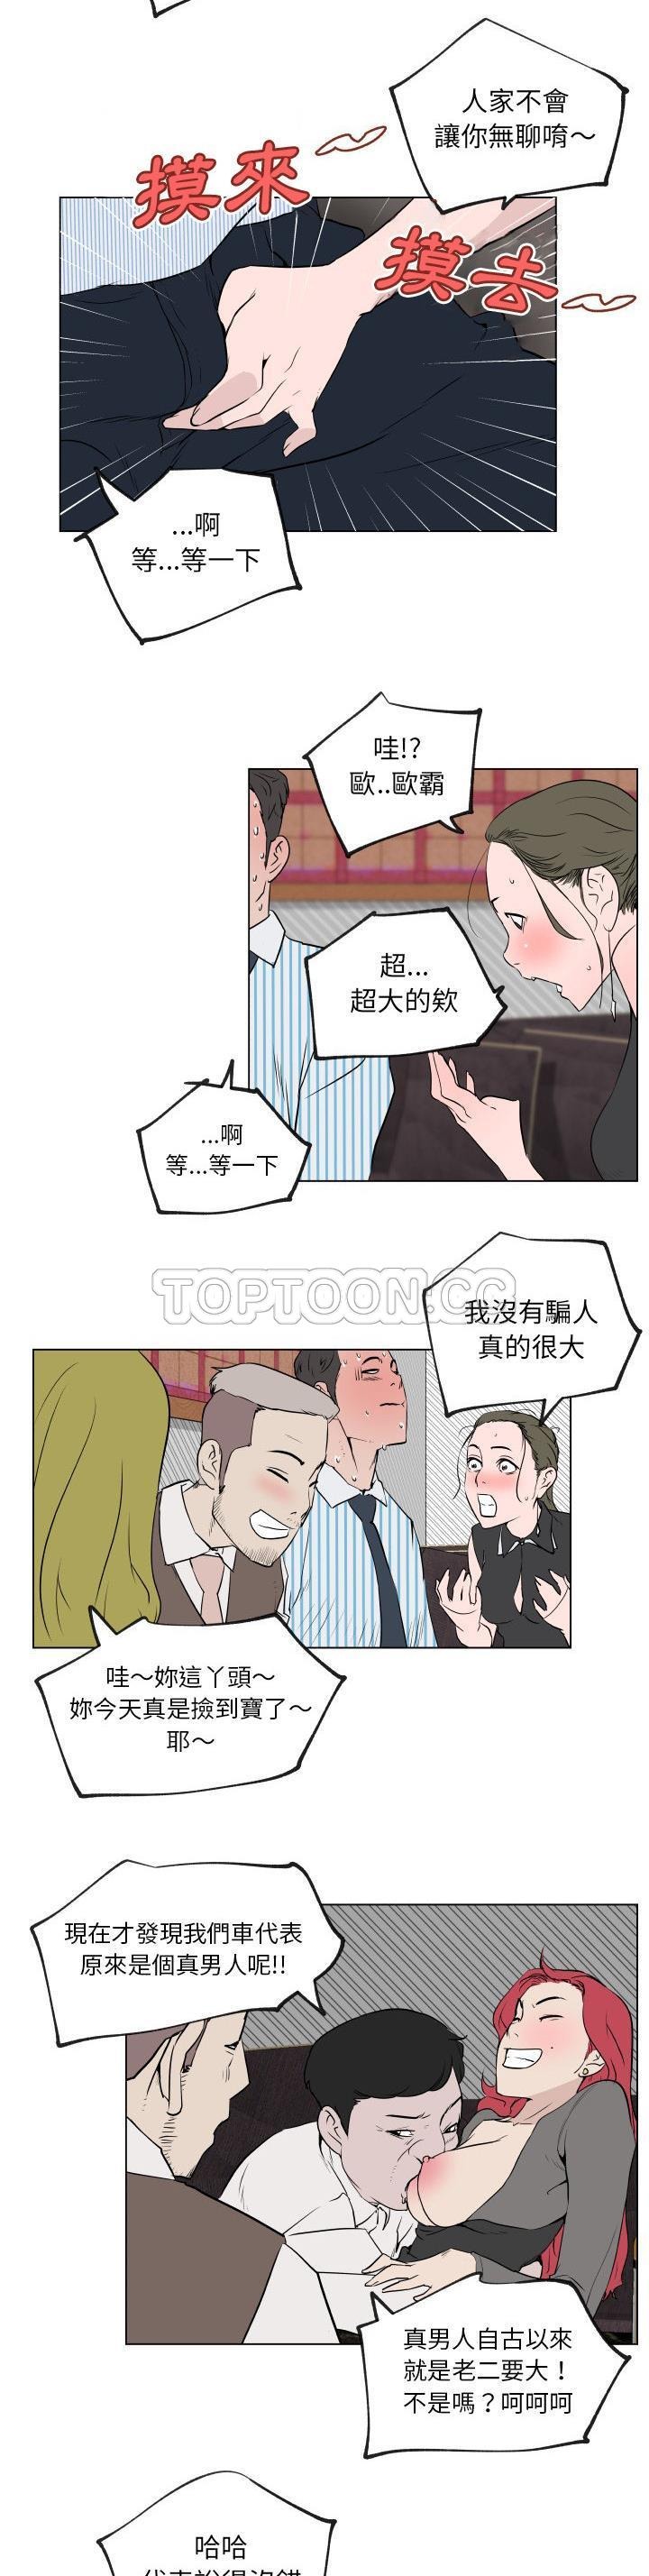 人家不會
讓你無聊唷～
摸來
摸去
...啊
等...等一下
哇!?
歐..歐霸
超...
超大的欸
...啊
等...等一下
TOPTOON.CC
我沒有騙人
真的很大
哇～妳這丫頭～
妳今天真是撿到寶了～
耶～
現在才發現我們車代表
原來是個真男人呢!!
真男人自古以來
就是老二要大！
不是嗎？呵呵呵
哈哈